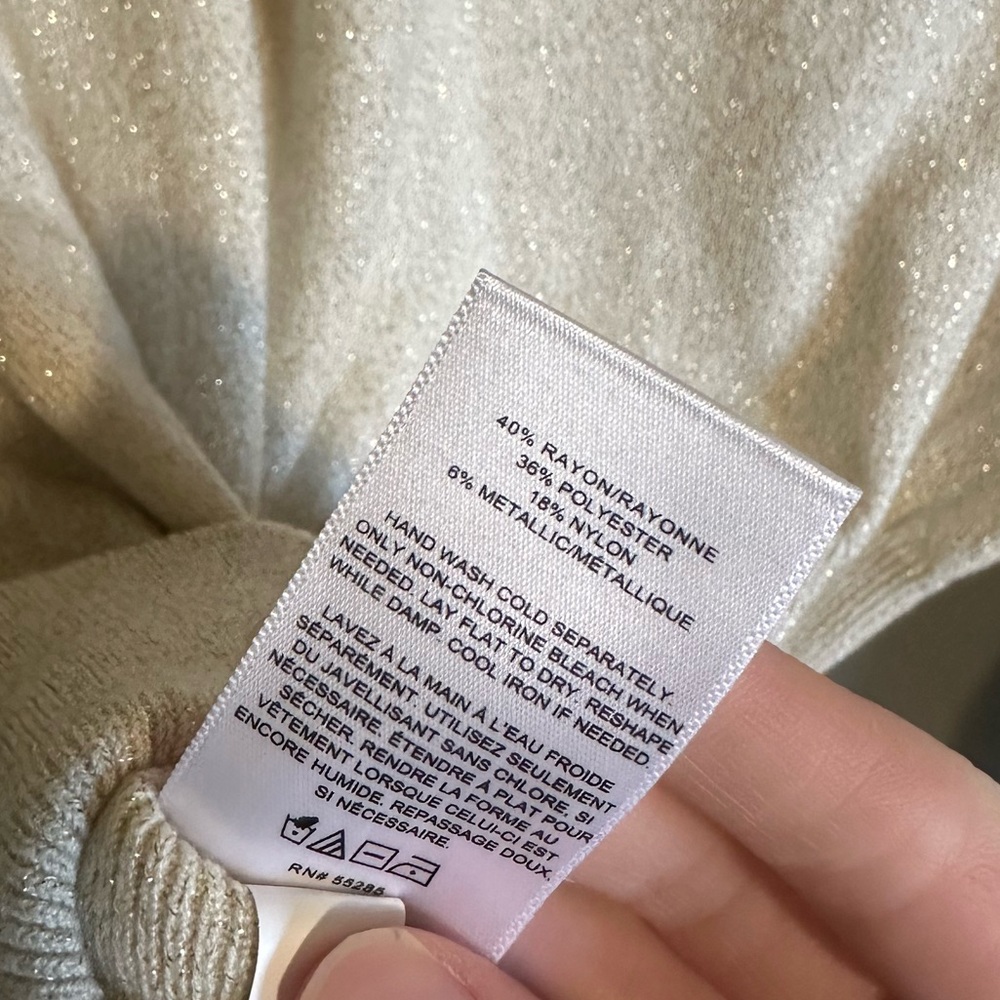 40% RAYON/RAYONNE
36% POLYESTER
18% NYLON
6% METALLIC/MÉTALLIQUE
HAND WASH COLD SEPARATELY.
ONLY NON-CHLORINE BLEACH WHEN
NEEDED. LAY FLAT TO DRY. RESHAPE
WHILE DAMP. COOL IRON IF NEEDED.
LAVEZ À LA MAIN À L'EAU FROIDE
SÉPARÉMENT. UTILISEZ SEULEMENT
DU JAVELLISANT SANS CHLORE. SI
NÉCESSAIRE. ÉTENDRE À PLAT POUR
SÉCHER. RENDRE LA FORME AU
VÊTEMENT LORSQUE CELUI-CI EST
ENCORE HUMIDE. REPASSAGE DOUX.
SI NÉCESSAIRE.
RN# 55285